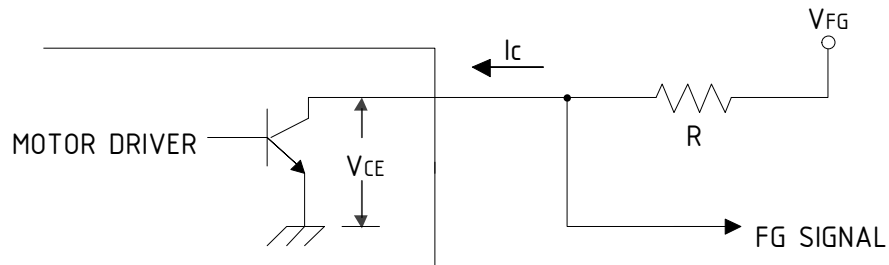 VFG
Ic
R
MOTOR DRIVER
VCE
FG SIGNAL